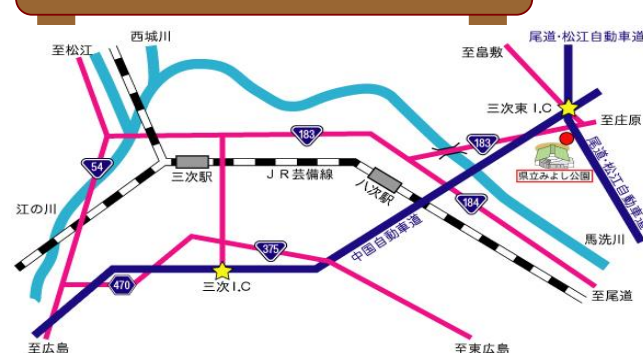 西城川
至松江
尾道・松江自動車道
至畠敷
三次東 I.C
至庄原
183
183
54
三次駅
JR芸備線
八次駅
県立みよし公園
尾道・松江自動車道
184
江の川
中国自動車道
馬洗川
375
470
三次I.C
至尾道
至広島
至東広島